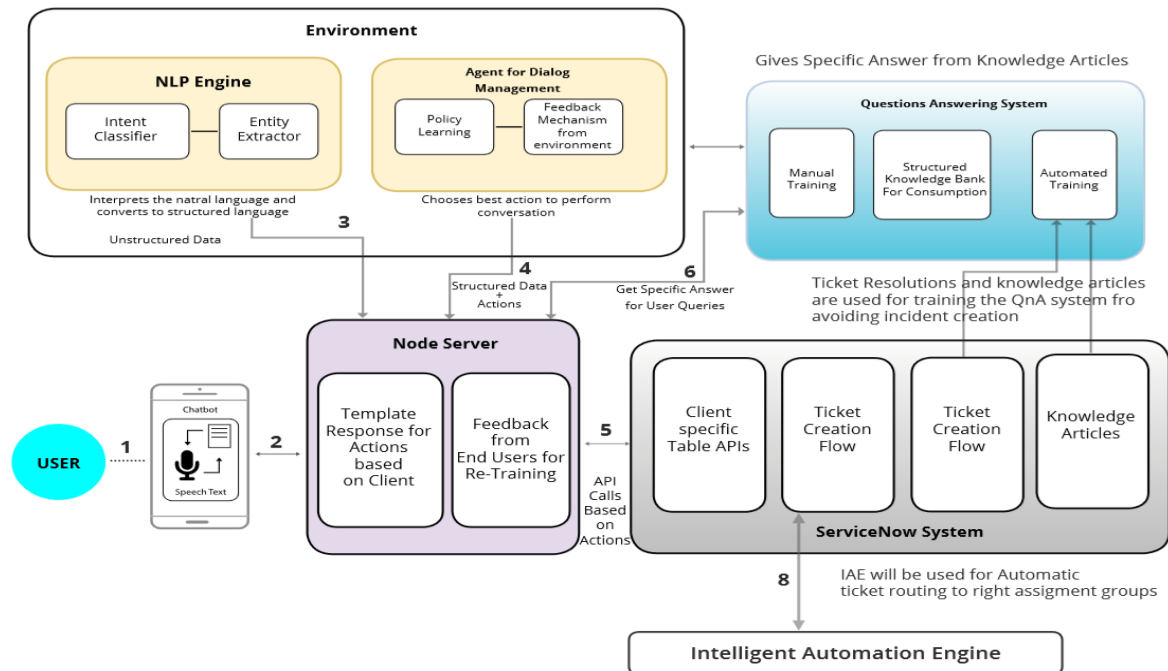 Environment
NLP Engine
Intent
Classifier
Entity
Extractor
Interprets the natral language and
converts to structured language
Unstructured Data
3
Agent for Dialog
Management
Policy
Learning
Feedback
Mechanism
from
environment
Chooses best action to perform
conversation
4
Structured Data
+
Actions
Gives Specific Answer from Knowledge Articles
Questions Answering System
Manual
Training
Structured
Knowledge Bank
For Consumption
Automated
Training
6
Get Specific Answer
for User Queries
Ticket Resolutions and knowledge articles
are used for training the QnA system fro
avoiding incident creation
USER
1
Chatbot
Speech Text
2
Node Server
Template
Response for
Actions
based
on Client
Feedback
from
End Users for
Re-Training
5
API
Calls
Based
on
Actions
Client
specific
Table APIs
Ticket
Creation
Flow
Ticket
Creation
Flow
Knowledge
Articles
ServiceNow System
8
IAE will be used for Automatic
ticket routing to right assigment groups
Intelligent Automation Engine